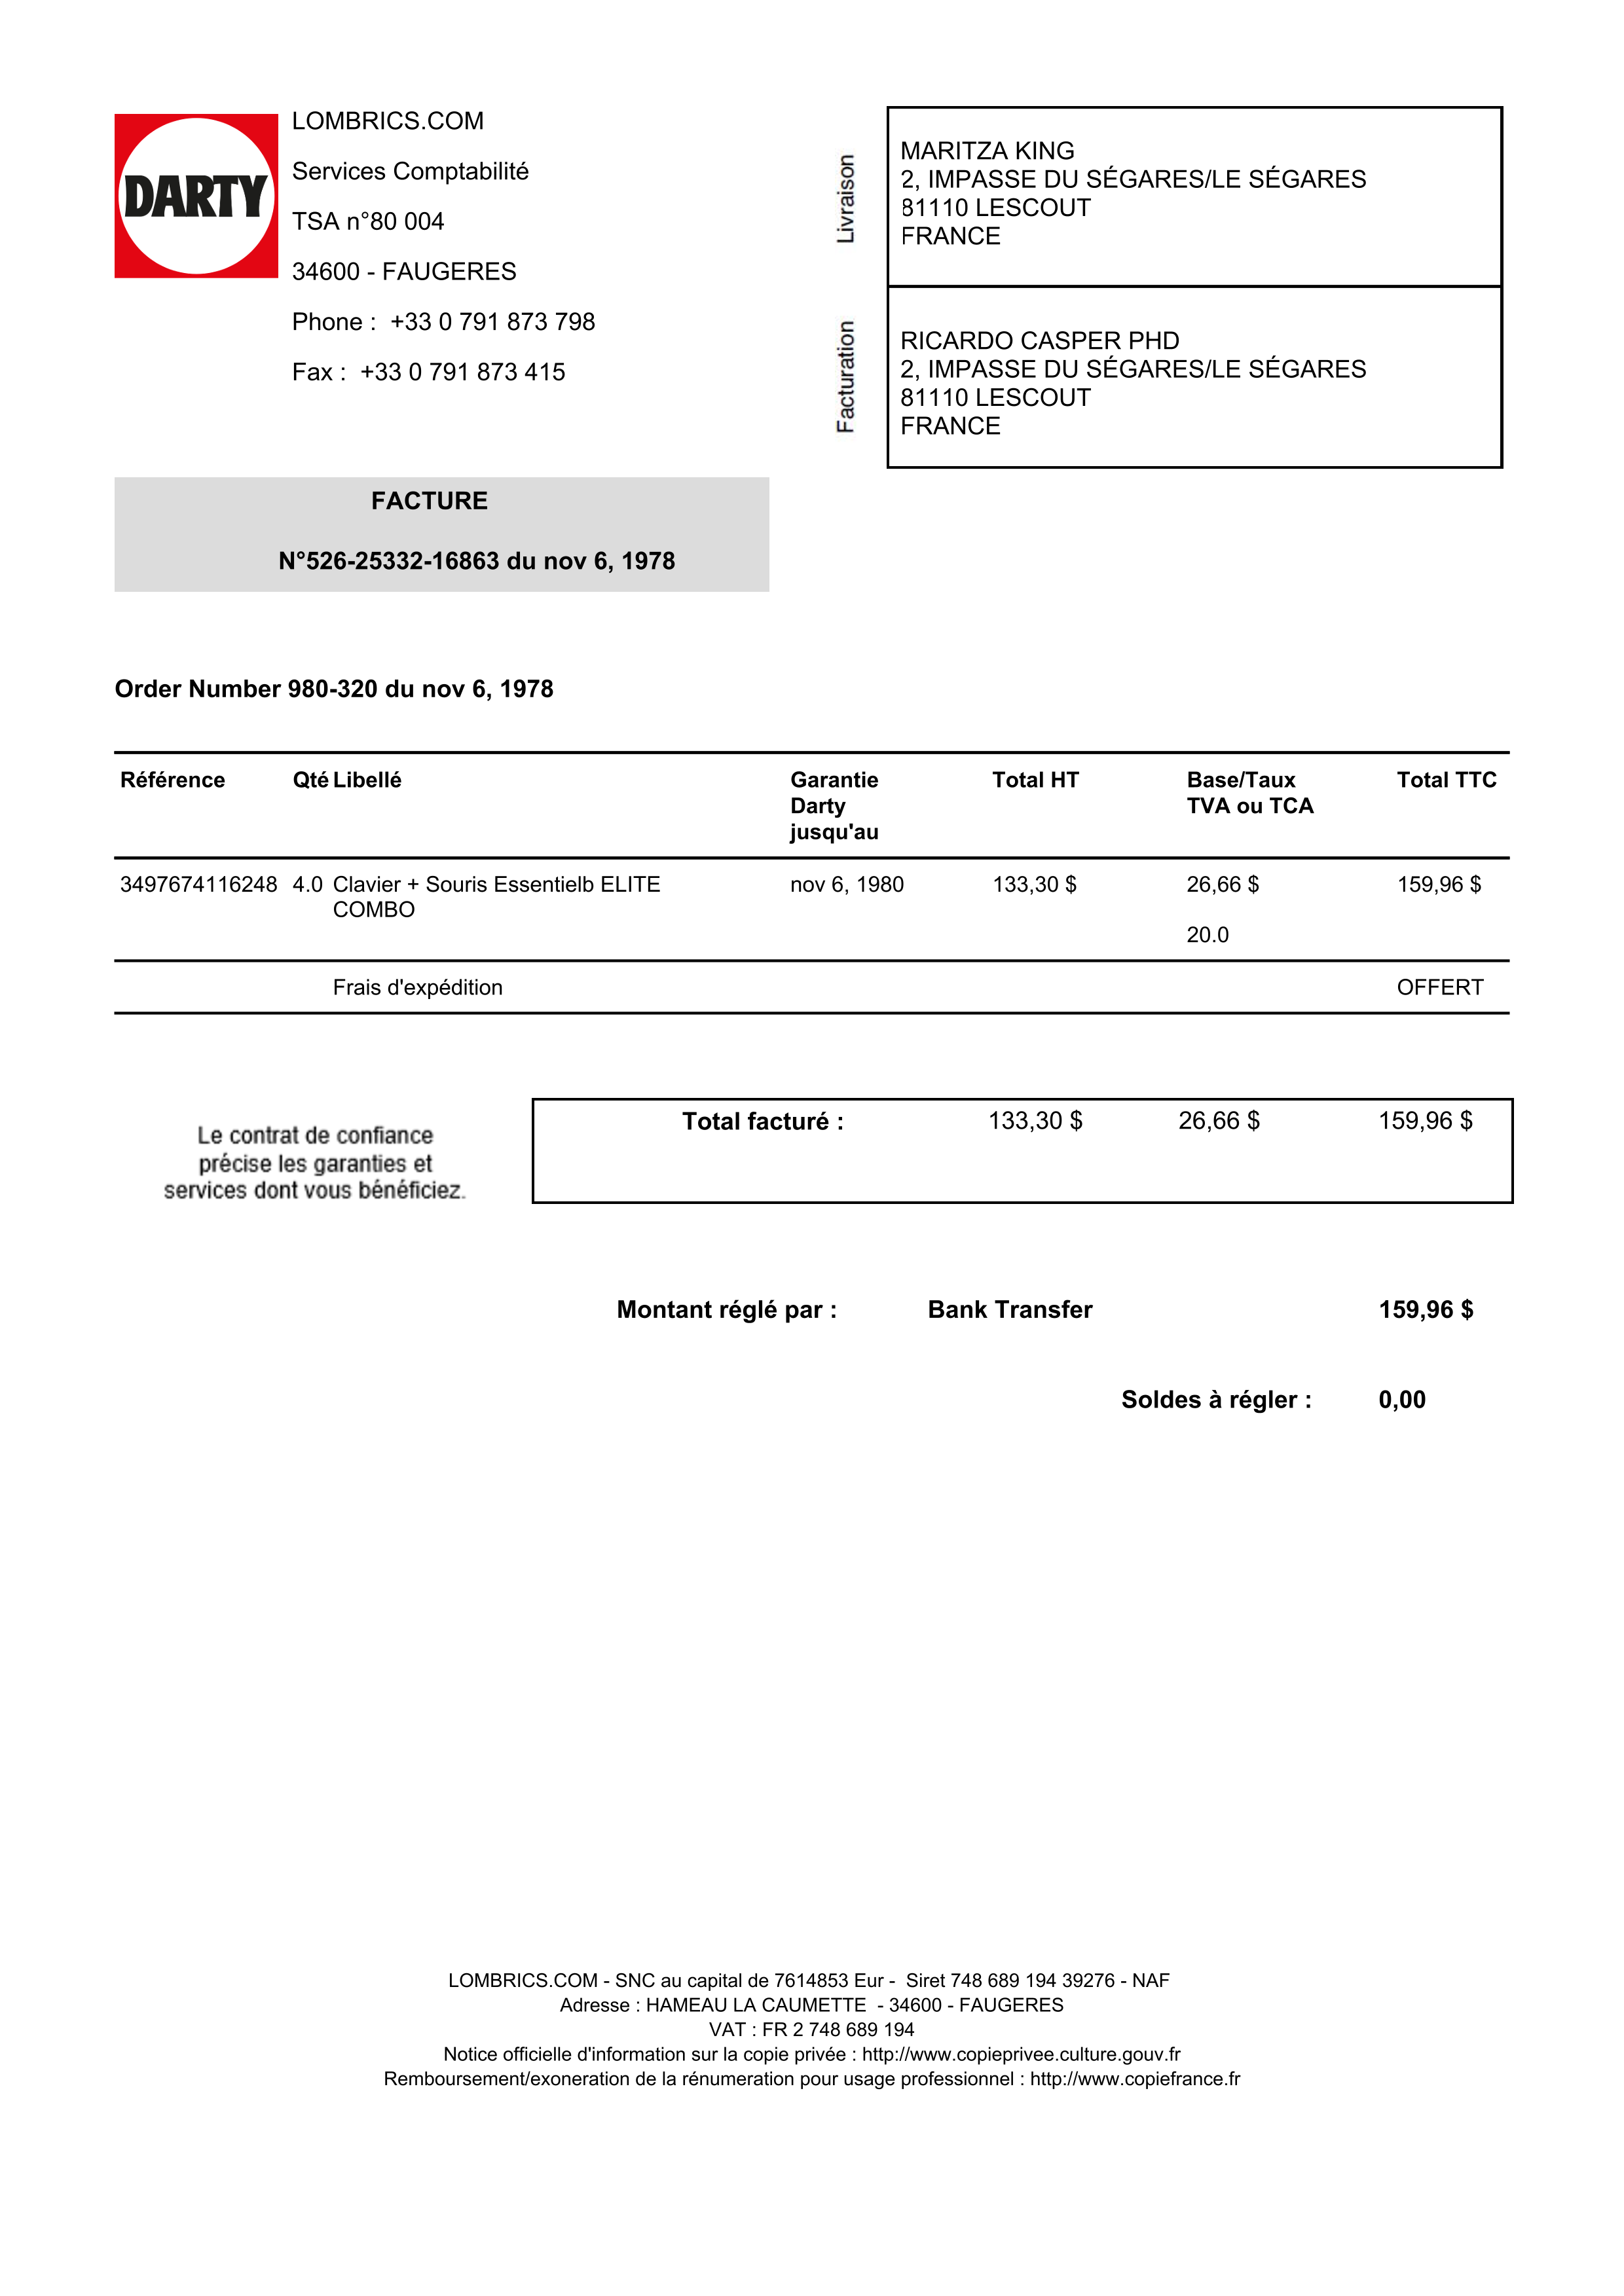 DARTY
LOMBRICS.COM
Services Comptabilité
TSA n°80 004
34600 - FAUGERES
Phone : +33 0 791 873 798
Fax : +33 0 791 873 415
Livraison
MARITZA KING
2, IMPASSE DU SÉGARES/LE SÉGARES
81110 LESCOUT
FRANCE
Facturation
RICARDO CASPER PHD
2, IMPASSE DU SÉGARES/LE SÉGARES
81110 LESCOUT
FRANCE
FACTURE
N°526-25332-16863 du nov 6, 1978
Order Number 980-320 du nov 6, 1978
Référence Qté Libellé Garantie Total HT Base/Taux Total TTC
Darty TVA ou TCA
jusqu'au
3497674116248 4.0 Clavier + Souris Essentielb ELITE nov 6, 1980 133,30 $ 26,66 $ 159,96 $
COMBO
20.0
Frais d'expédition OFFERT
Le contrat de confiance
précise les garanties et
services dont vous bénéficiez.
Total facturé : 133,30 $ 26,66 $ 159,96 $
Montant réglé par : Bank Transfer 159,96 $
Soldes à régler : 0,00
LOMBRICS.COM - SNC au capital de 7614853 Eur - Siret 748 689 194 39276 - NAF
Adresse : HAMEAU LA CAUMETTE - 34600 - FAUGERES
VAT : FR 2 748 689 194
Notice officielle d'information sur la copie privée : http://www.copieprivee.culture.gouv.fr
Remboursement/exoneration de la rénumeration pour usage professionnel : http://www.copiefrance.fr